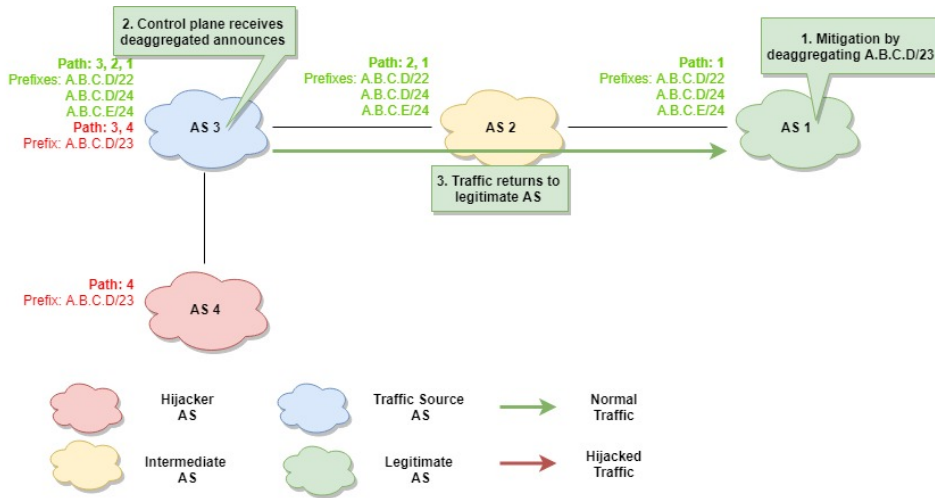 2. Control plane receives
deaggregated announces
1. Mitigation by
deaggregating A.B.C.D/23
Path: 3, 2, 1
Prefixes: A.B.C.D/22
A.B.C.D/24
A.B.C.E/24
Path: 3, 4
Prefix: A.B.C.D/23
AS 3
Path: 2, 1
Prefixes: A.B.C.D/22
A.B.C.D/24
A.B.C.E/24
AS 2
Path: 1
Prefixes: A.B.C.D/22
A.B.C.D/24
A.B.C.E/24
AS 1
3. Traffic returns to
legitimate AS
Path: 4
Prefix: A.B.C.D/23
AS 4
Hijacker
AS
Traffic Source
AS
Normal
Traffic
Intermediate
AS
Legitimate
AS
Hijacked
Traffic